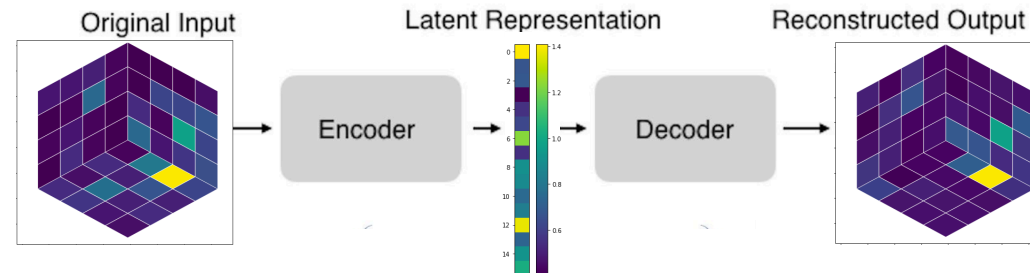 Original Input
Latent Representation
Reconstructed Output
Encoder
Decoder
0
2
4
6
8
10
12
14
1.4
1.2
1.0
0.8
0.6